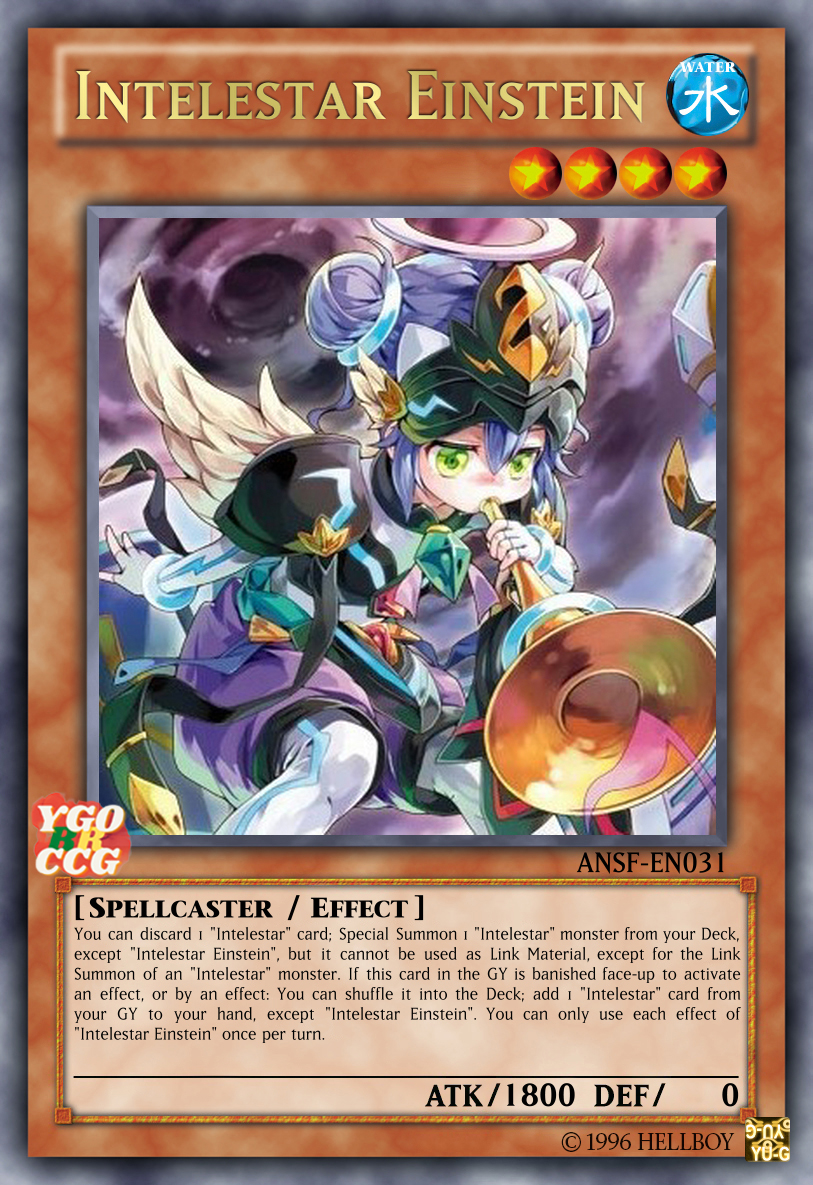 INTELESTAR EINSTEIN
WATER
水
ANSF-EN031
YGO
CCG
[ SPELLCASTER / EFFECT ]
You can discard 1 "Intelestar" card; Special Summon 1 "Intelestar" monster from your Deck,
except "Intelestar Einstein", but it cannot be used as Link Material, except for the Link
Summon of an "Intelestar" monster. If this card in the GY is banished face-up to activate
an effect, or by an effect: You can shuffle it into the Deck; add 1 "Intelestar" card from
your GY to your hand, except "Intelestar Einstein". You can only use each effect of
"Intelestar Einstein" once per turn.
ATK/1800 DEF/ 0
© 1996 HELLBOY